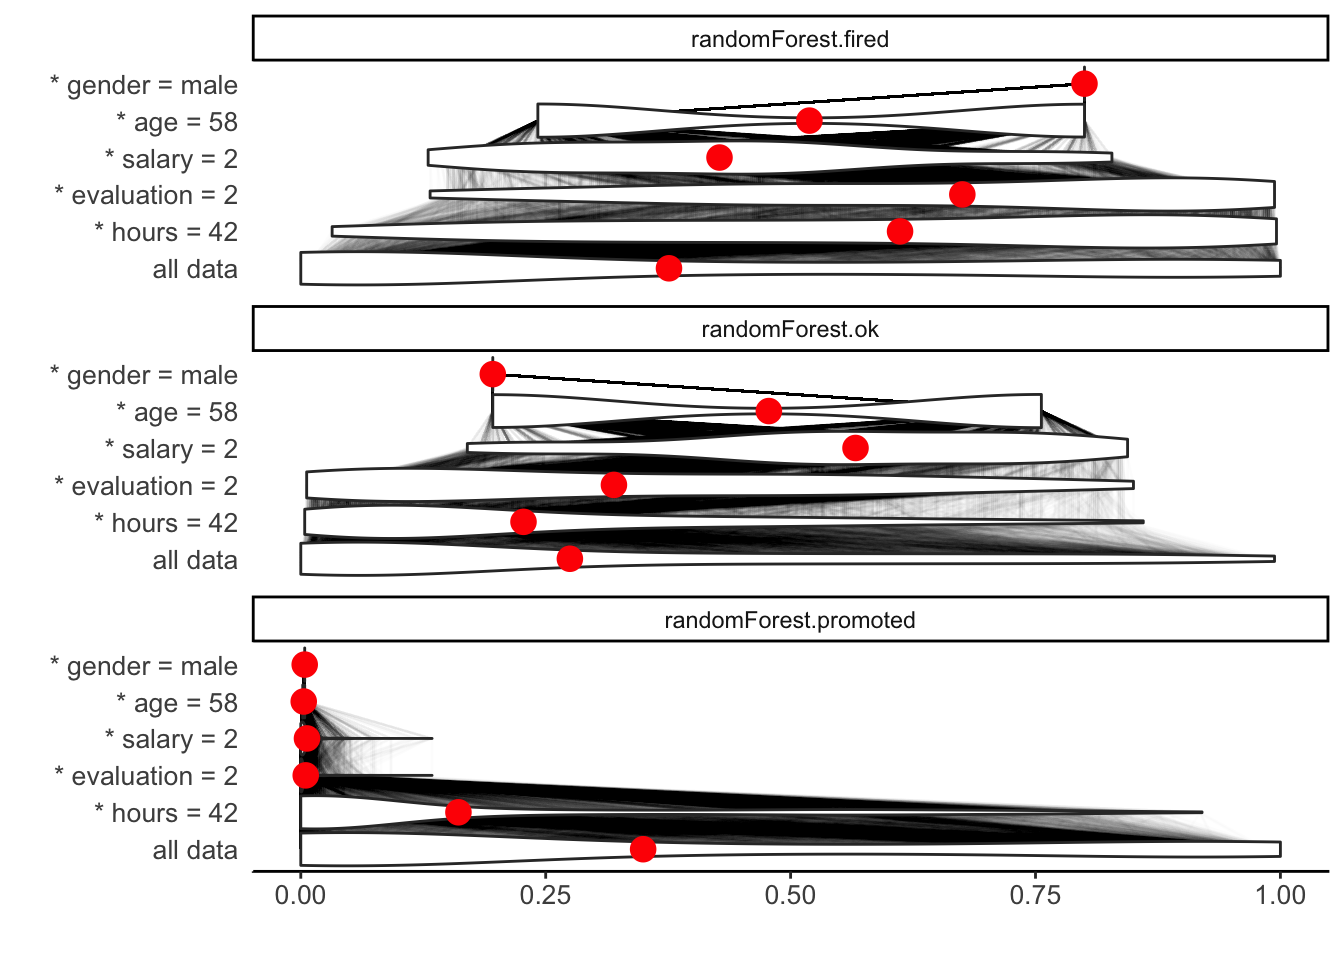 randomForest.fired
* gender = male
* age = 58
* salary = 2
* evaluation = 2
* hours = 42
all data
randomForest.ok
* gender = male
* age = 58
* salary = 2
* evaluation = 2
* hours = 42
all data
randomForest.promoted
* gender = male
* age = 58
* salary = 2
* evaluation = 2
* hours = 42
all data
0.00 0.25 0.50 0.75 1.00